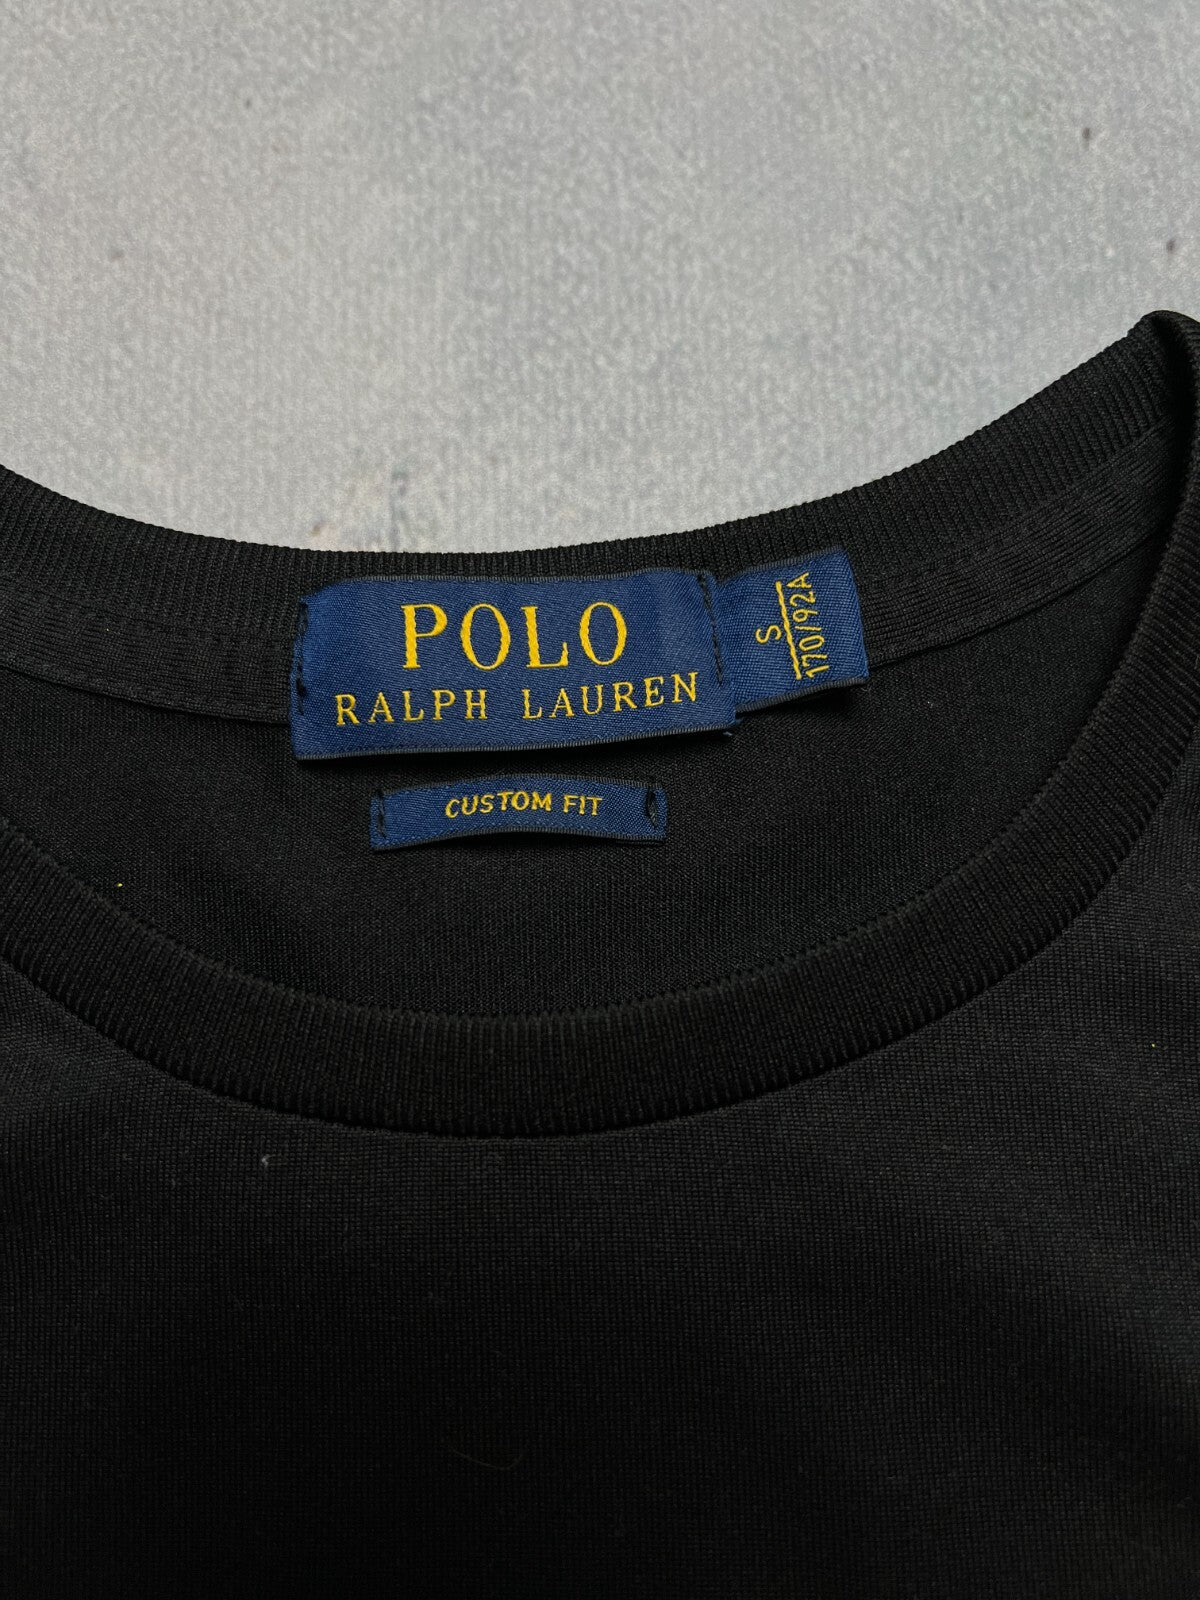 POLO
RALPH LAUREN
S
170/92A
CUSTOM FIT